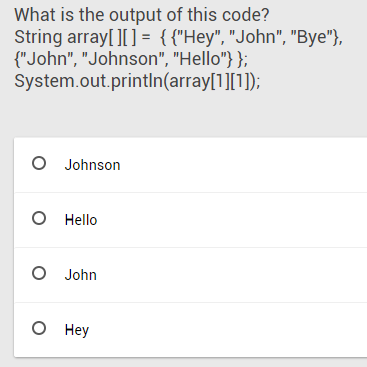 What is the output of this code?
String array[ ][ ] = { {"Hey", "John", "Bye"},
{"John", "Johnson", "Hello"} };
System.out.println(array[1][1]);
Johnson
Hello
John
Hey